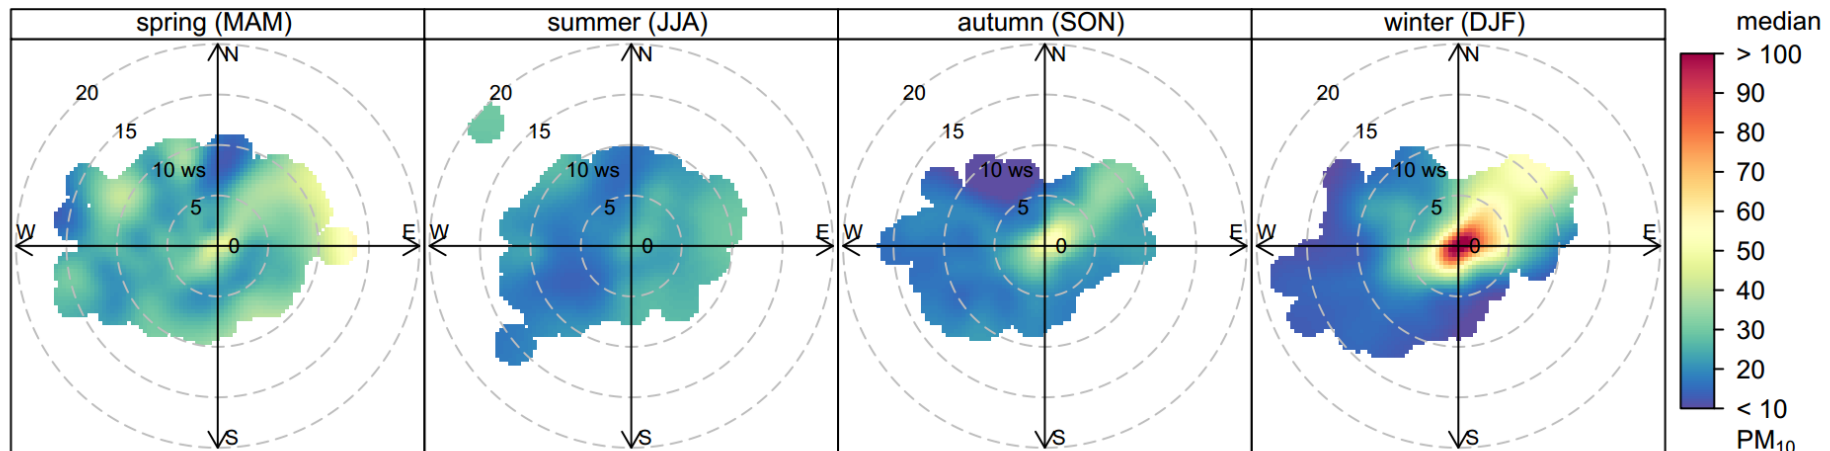 spring (MAM)
summer (JJA)
autumn (SON)
winter (DJF)
median
N
20
15
10 ws
5
W
0
E
S
N
20
15
10 ws
5
W
0
E
S
N
20
15
10 ws
5
W
0
E
S
N
20
15
10 ws
5
W
0
E
S
> 100
90
80
70
60
50
40
30
20
< 10
PM10